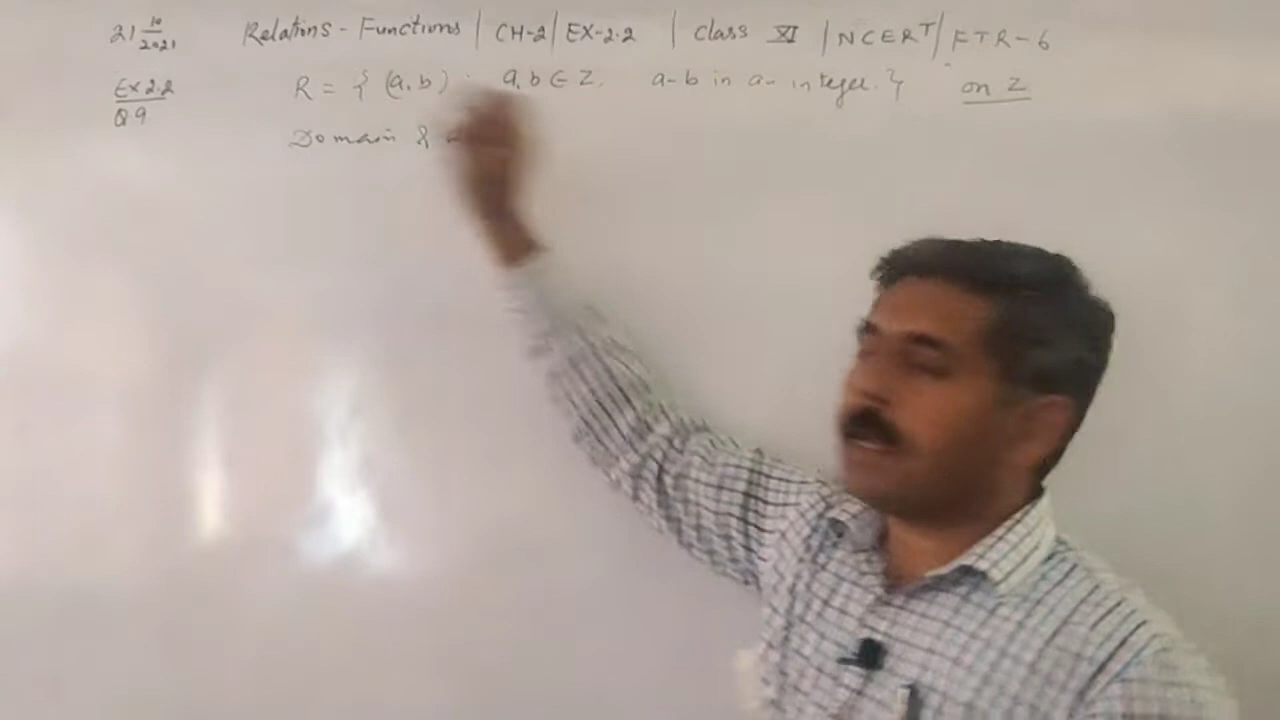 21 10/2021 Relations - Functions | CH-2 | EX-2.2 | Class XI | NCERT | FTR-6
EX 2.2 R = { (a, b) : a, b ∈ Z, a-b in an integer. } on Z
Q.9
Domain &